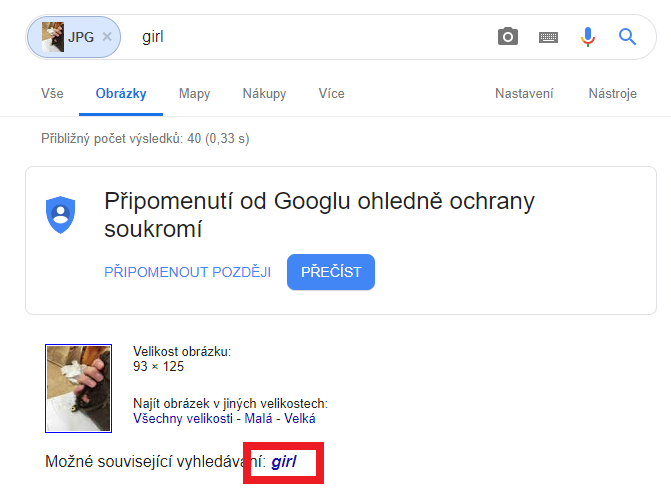 JPG × girl
Vše Obrázky Mapy Nákupy Více Nastavení Nástroje
Přibližný počet výsledků: 40 (0,33 s)
Připomenutí od Googlu ohledně ochrany
soukromí
PŘIPOMENOUT POZDĚJI PŘEČÍST
Velikost obrázku:
93 × 125
Najít obrázek v jiných velikostech:
Všechny velikosti - Malá - Velká
Možné související vyhledávání: girl